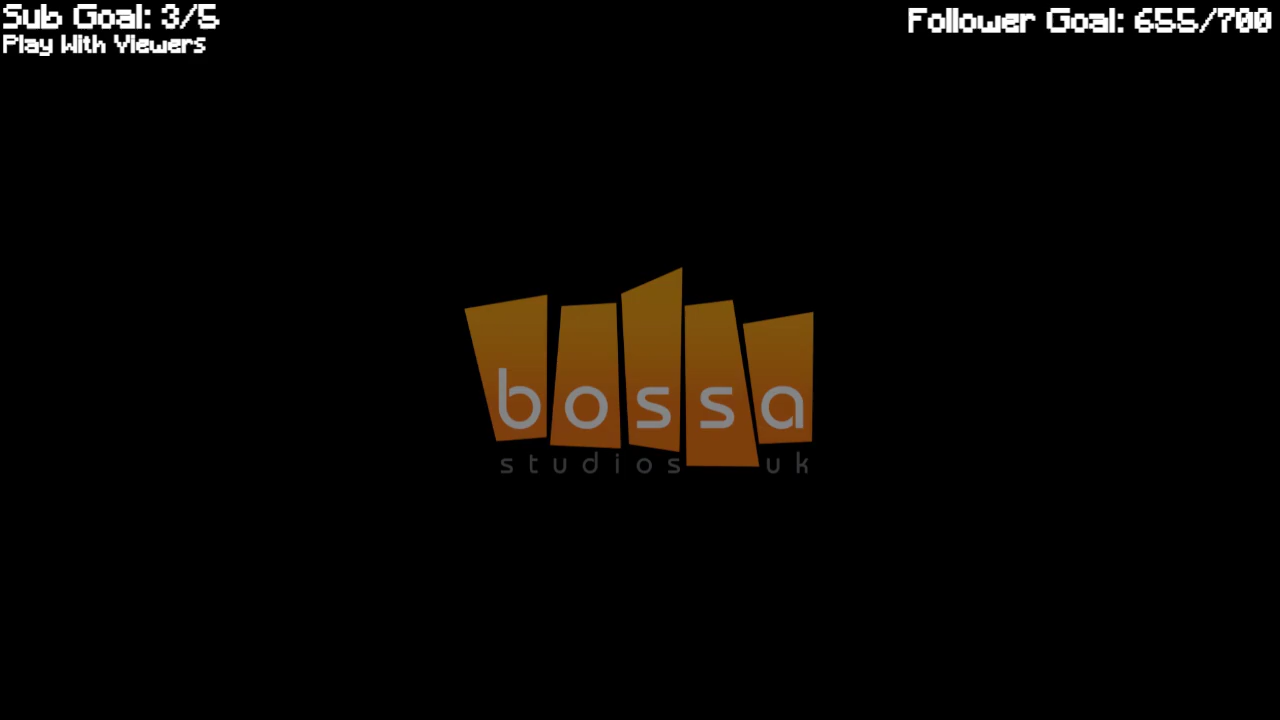 Sub Goal: 3/5
Play With Viewers
Follower Goal: 655/700
bossa
studios uk